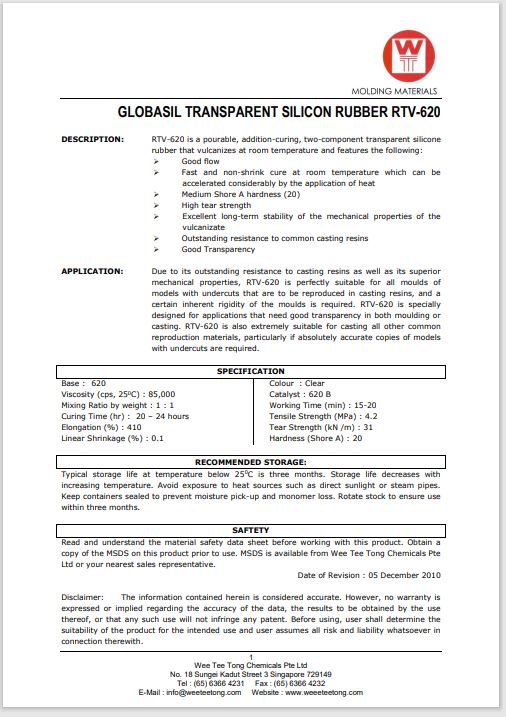 W
TT
MOLDING MATERIALS
GLOBASIL TRANSPARENT SILICON RUBBER RTV-620
DESCRIPTION: RTV-620 is a pourable, addition-curing, two-component transparent silicone
rubber that vulcanizes at room temperature and features the following:
➢ Good flow
➢ Fast and non-shrink cure at room temperature which can be
accelerated considerably by the application of heat
➢ Medium Shore A hardness (20)
➢ High tear strength
➢ Excellent long-term stability of the mechanical properties of the
vulcanizate
➢ Outstanding resistance to common casting resins
➢ Good Transparency
APPLICATION: Due to its outstanding resistance to casting resins as well as its superior
mechanical properties, RTV-620 is perfectly suitable for all moulds of
models with undercuts that are to be reproduced in casting resins, and a
certain inherent rigidity of the moulds is required. RTV-620 is specially
designed for applications that need good transparency in both moulding or
casting. RTV-620 is also extremely suitable for casting all other common
reproduction materials, particularly if absolutely accurate copies of models
with undercuts are required.
SPECIFICATION
Base : 620
Viscosity (cps, 25⁰C) : 85,000
Mixing Ratio by weight : 1 : 1
Curing Time (hr) : 20 – 24 hours
Elongation (%) : 410
Linear Shrinkage (%) : 0.1
Colour : Clear
Catalyst : 620 B
Working Time (min) : 15-20
Tensile Strength (MPa) : 4.2
Tear Strength (kN /m) : 31
Hardness (Shore A) : 20
RECOMMENDED STORAGE:
Typical storage life at temperature below 25⁰C is three months. Storage life decreases with
increasing temperature. Avoid exposure to heat sources such as direct sunlight or steam pipes.
Keep containers sealed to prevent moisture pick-up and monomer loss. Rotate stock to ensure use
within three months.
SAFTETY
Read and understand the material safety data sheet before working with this product. Obtain a
copy of the MSDS on this product prior to use. MSDS is available from Wee Tee Tong Chemicals Pte
Ltd or your nearest sales representative.
Date of Revision : 05 December 2010
Disclaimer: The information contained herein is considered accurate. However, no warranty is
expressed or implied regarding the accuracy of the data, the results to be obtained by the use
thereof, or that any such use will not infringe any patent. Before using, user shall determine the
suitability of the product for the intended use and user assumes all risk and liability whatsoever in
connection therewith.
1
Wee Tee Tong Chemicals Pte Ltd
No. 18 Sungei Kadut Street 3 Singapore 729149
Tel : (65) 6366 4231 Fax : (65) 6366 4232
E-Mail : info@weeteetong.com Website : www.weeeteetong.com